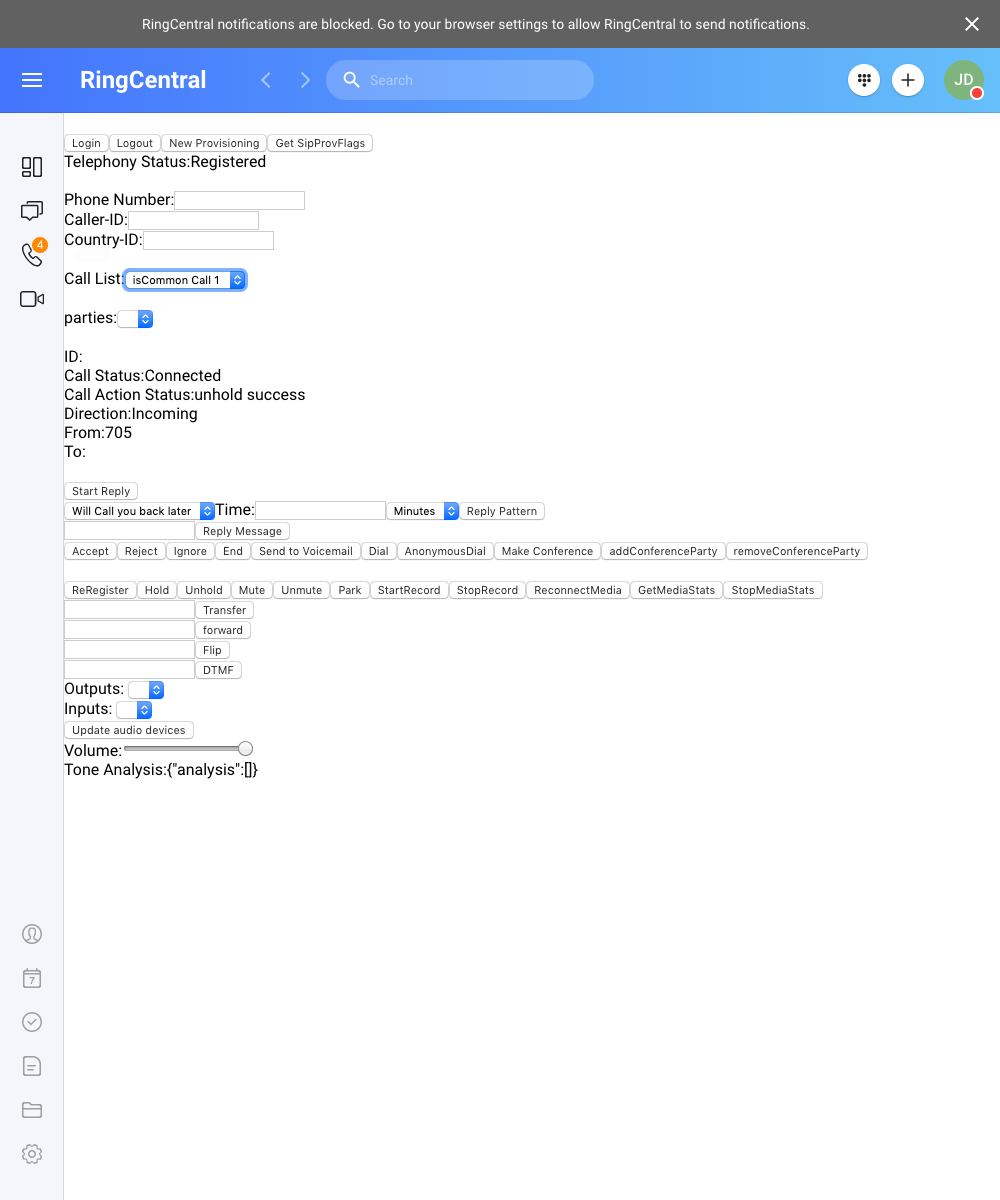 RingCentral notifications are blocked. Go to your browser settings to allow RingCentral to send notifications.
RingCentral
Search
JD
4
7
Login Logout New Provisioning Get SipProvFlags
Telephony Status:Registered
Phone Number:
Caller-ID:
Country-ID:
Call List: isCommon Call 1
parties:
ID:
Call Status:Connected
Call Action Status:unhold success
Direction:Incoming
From:705
To:
Start Reply
Will Call you back later Time: Minutes Reply Pattern
Reply Message
Accept Reject Ignore End Send to Voicemail Dial AnonymousDial Make Conference addConferenceParty removeConferenceParty
ReRegister Hold Unhold Mute Unmute Park StartRecord StopRecord ReconnectMedia GetMediaStats StopMediaStats
Transfer
forward
Flip
DTMF
Outputs:
Inputs:
Update audio devices
Volume:
Tone Analysis:{"analysis":[]}